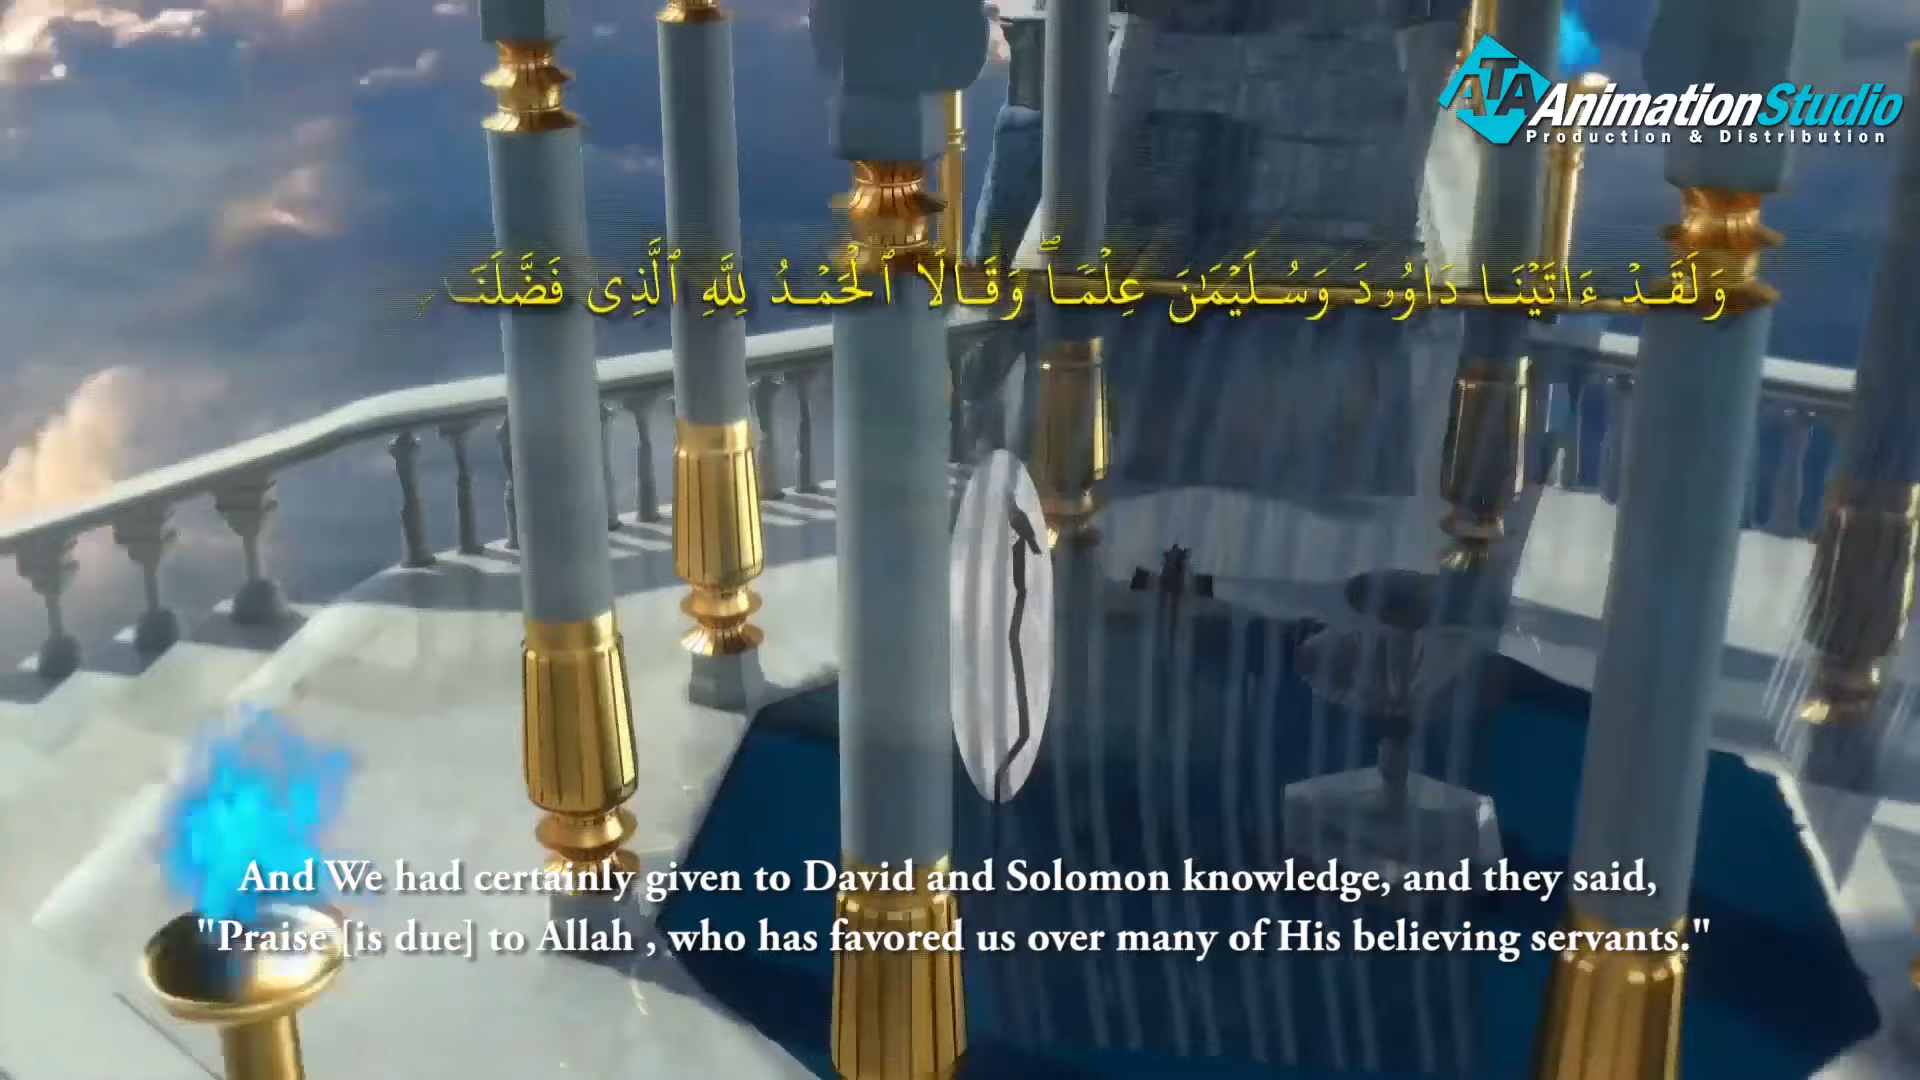 ATA AnimationStudio
Production & Distribution
وَلَقَدْ ءَاتَيْنَا دَاوُۥدَ وَسُلَيْمَٰنَ عِلْمًاۖ وَقَالَا ٱلْحَمْدُ لِلَّهِ ٱلَّذِى فَضَّلَنَا
And We had certainly given to David and Solomon knowledge, and they said,
"Praise [is due] to Allah , who has favored us over many of His believing servants."